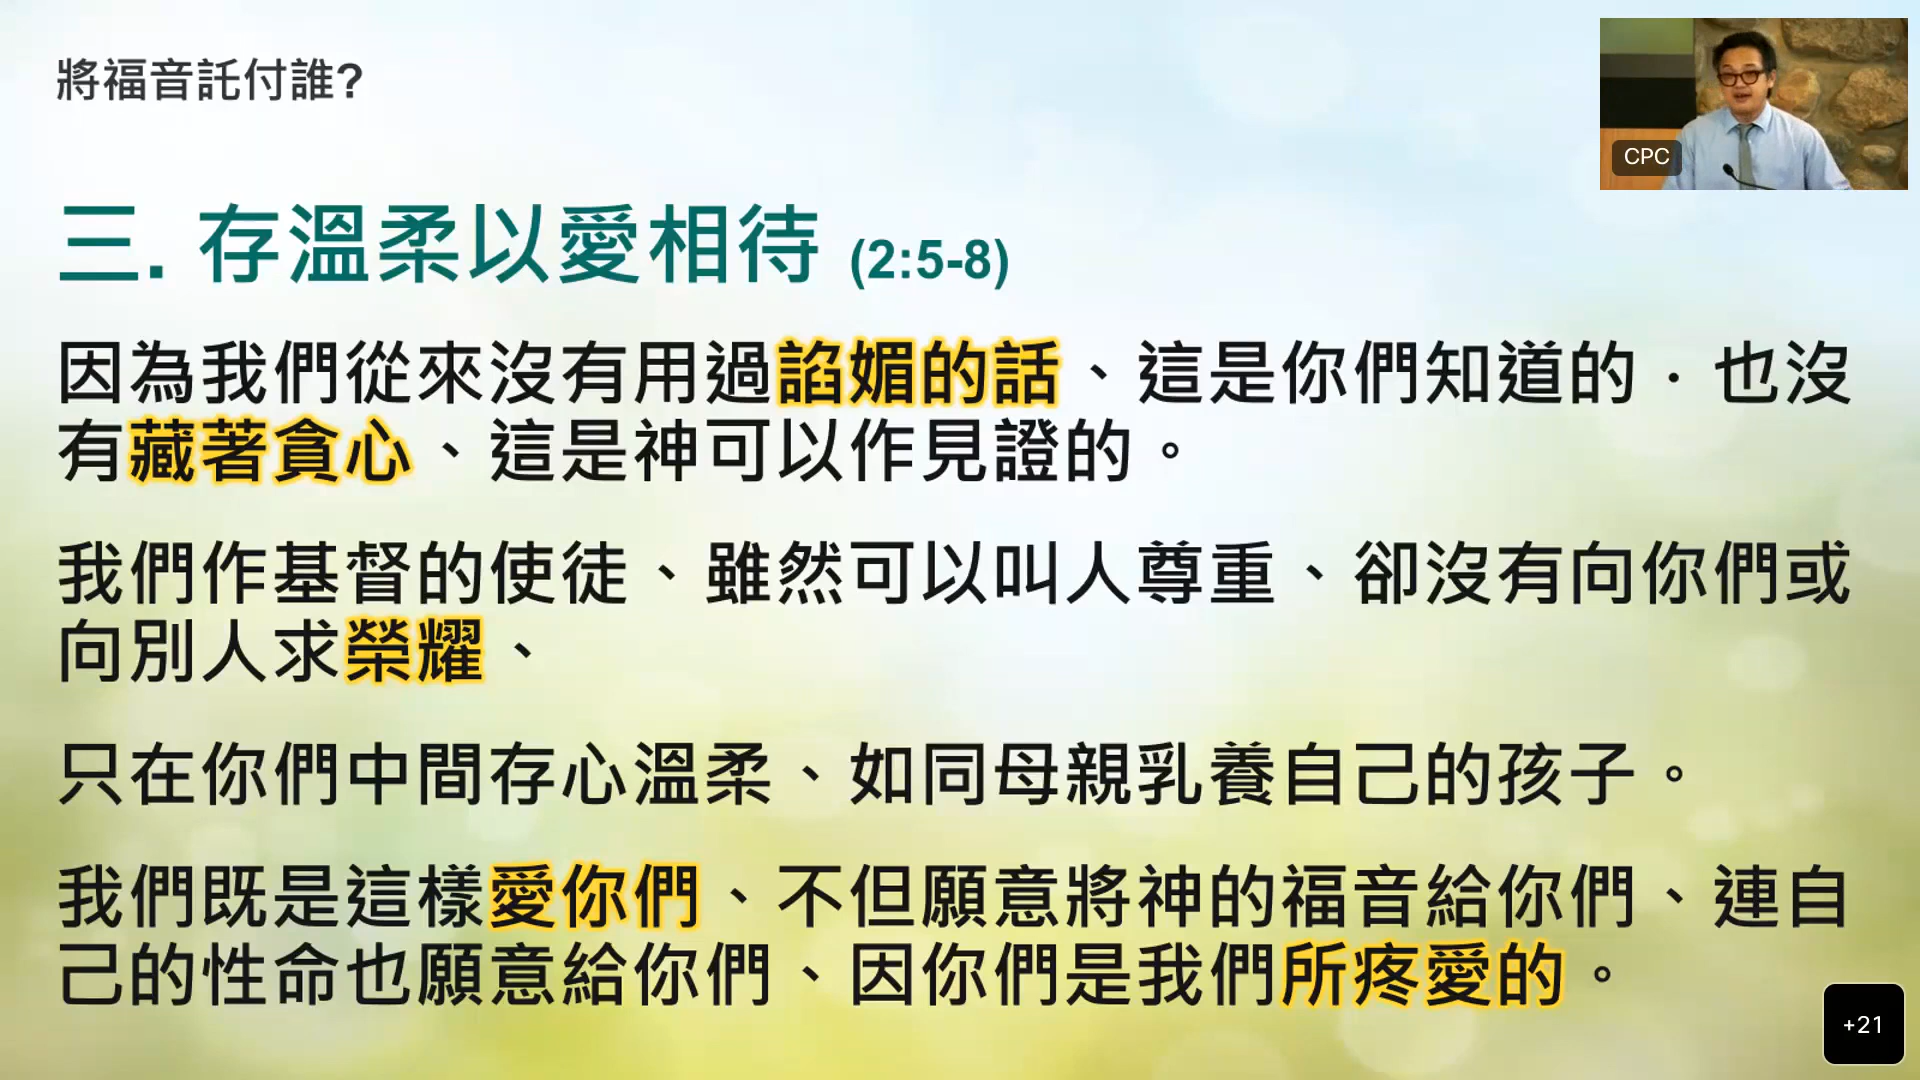 將福音託付誰?
CPC
三. 存溫柔以愛相待 (2:5-8)
因為我們從來沒有用過諂媚的話、這是你們知道的．也沒
有藏著貪心、這是神可以作見證的。
我們作基督的使徒、雖然可以叫人尊重、卻沒有向你們或
向別人求榮耀、
只在你們中間存心溫柔、如同母親乳養自己的孩子。
我們既是這樣愛你們、不但願意將神的福音給你們、連自
己的性命也願意給你們、因你們是我們所疼愛的。
+21